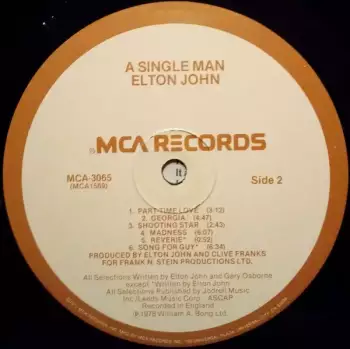 A SINGLE MAN
ELTON JOHN
MCA RECORDS
MCA-3065
(MCA1589)
Side 2
1. PART-TIME LOVE (3:12)
2. GEORGIA (4:47)
3. SHOOTING STAR (2:43)
4. MADNESS (6:07)
5. REVERIE* (0:52)
6. SONG FOR GUY* (6:34)
PRODUCED BY ELTON JOHN AND CLIVE FRANKS
FOR FRANK N. STEIN PRODUCTIONS LTD.
All Selections Written by Elton John and Gary Osborne
except *Written by Elton John
All Selections Published by Jodrell Music
Inc./Leeds Music Corp. ASCAP
Recorded in England
℗1978 William A. Bong Ltd.